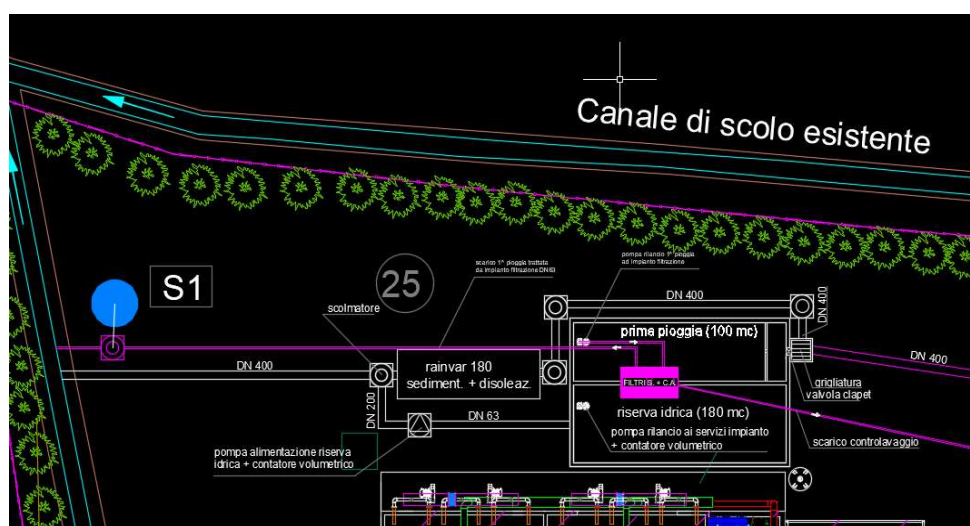 Canale di scolo esistente
S1
25
scarico 1^ pioggia trattata
da impianto filtrazione DN63
pompa rilancio 1^ pioggia
ad impianto filtrazione
scolmatore
DN 400
DN 400
prima pioggia (100 mc)
DN 400
DN 400
rainvar 180
sediment. + disoleaz.
FILTRI S. + C.A.
grigliatura
valvola clapet
DN 200
DN 63
riserva idrica (180 mc)
pompa rilancio ai servizi impianto
+ contatore volumetrico
scarico controlavaggio
pompa alimentazione riserva
idrica + contatore volumetrico